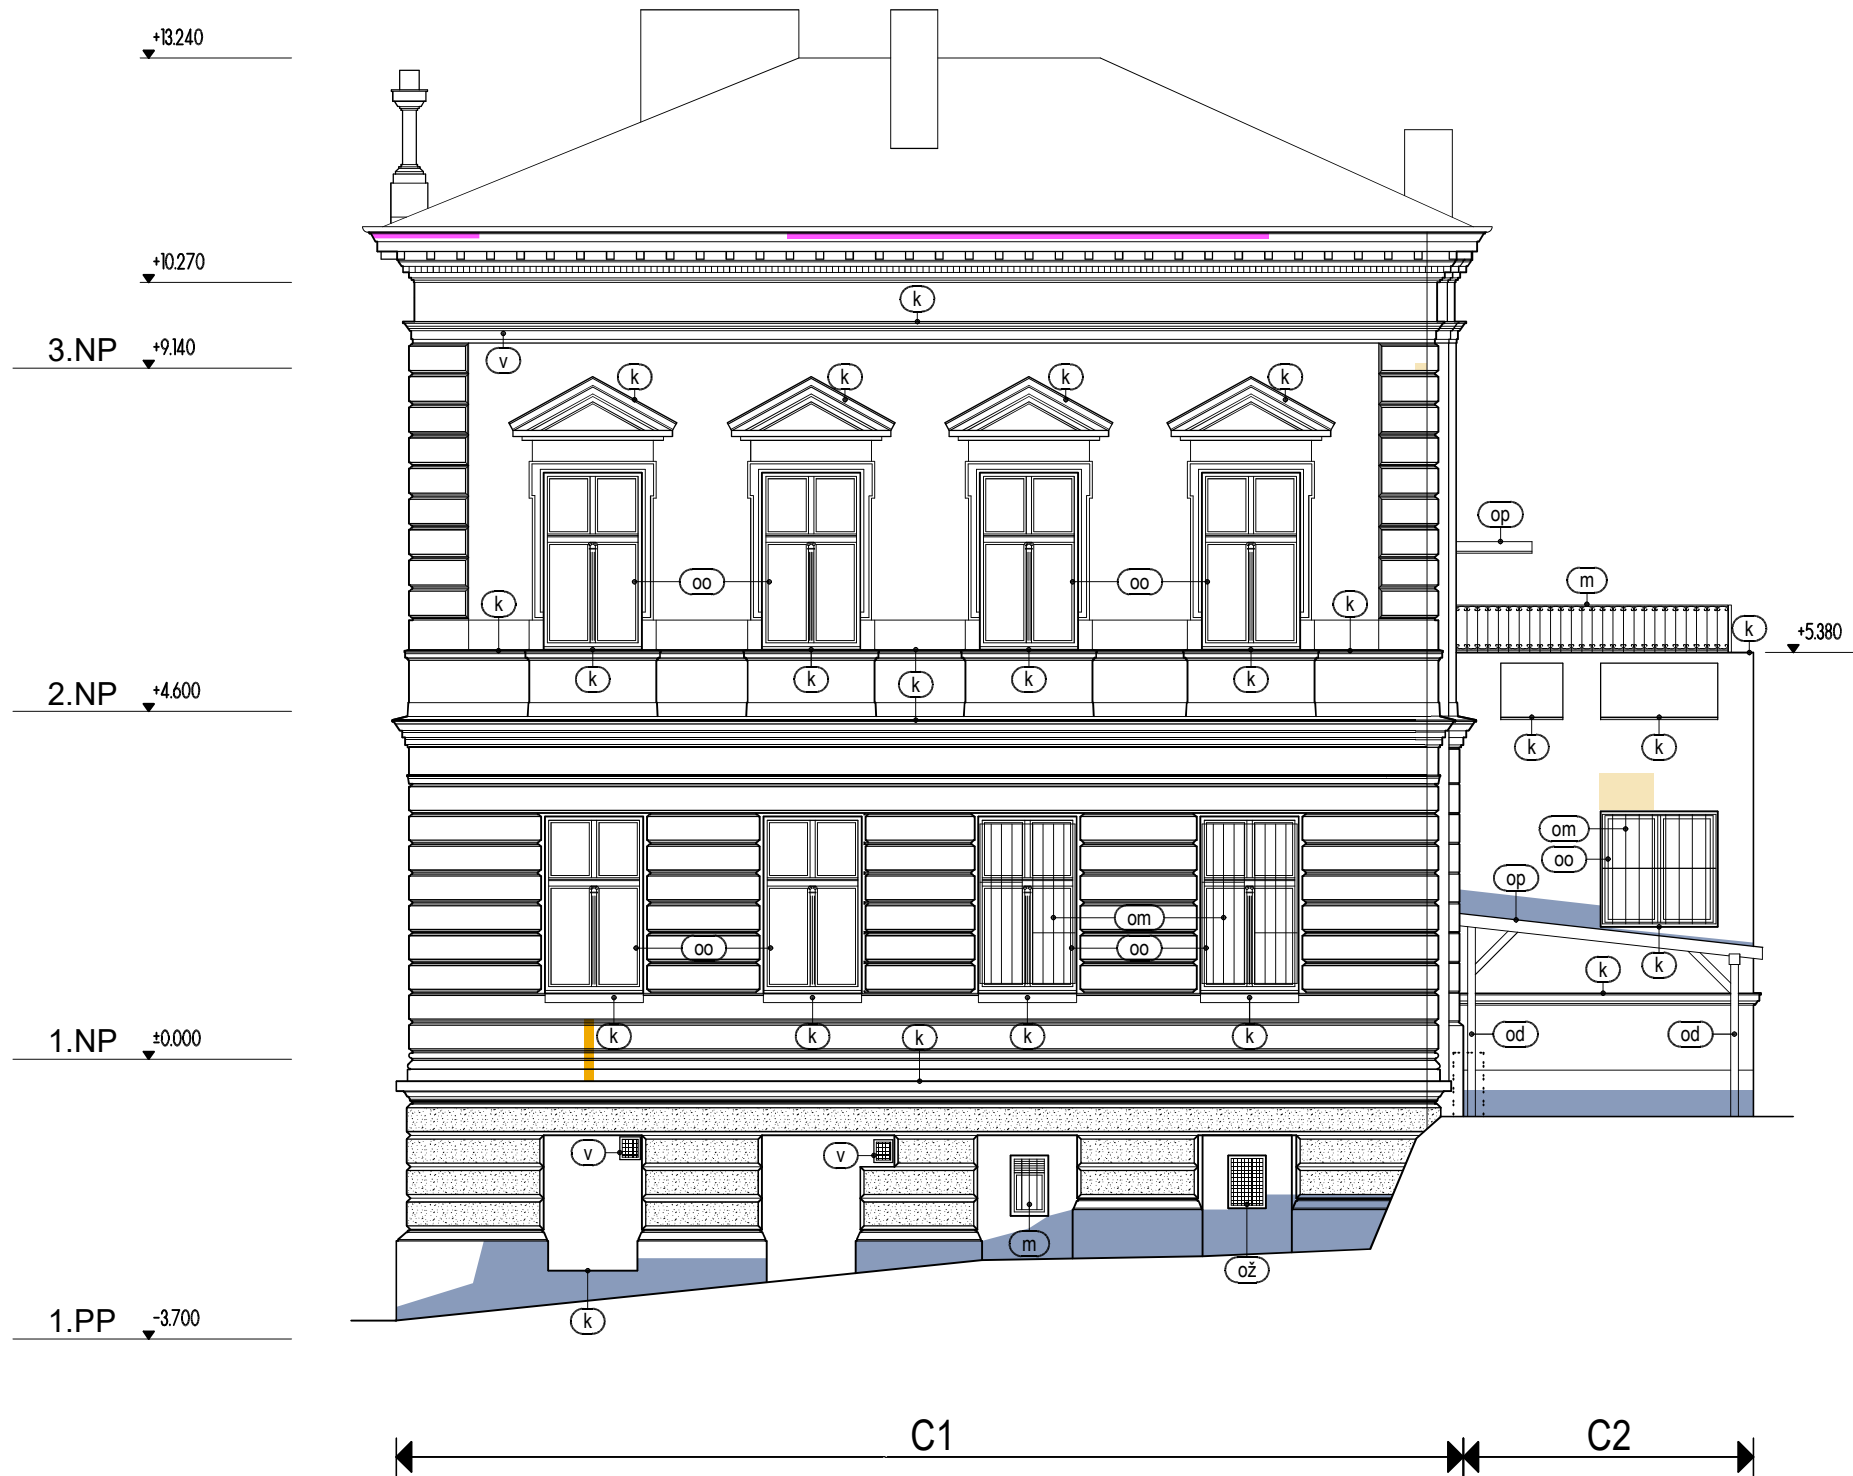 +13.240
+10.270
k
3.NP +9.140
v
k k k k
op
oo oo
m
k k
k +5.380
k k k k k
2.NP +4.600
k k
om
oo
op
om
oo oo
k
k
k k k k k
1.NP ±0.000
od od
v v
m
ož
k
1.PP -3.700
C1 C2